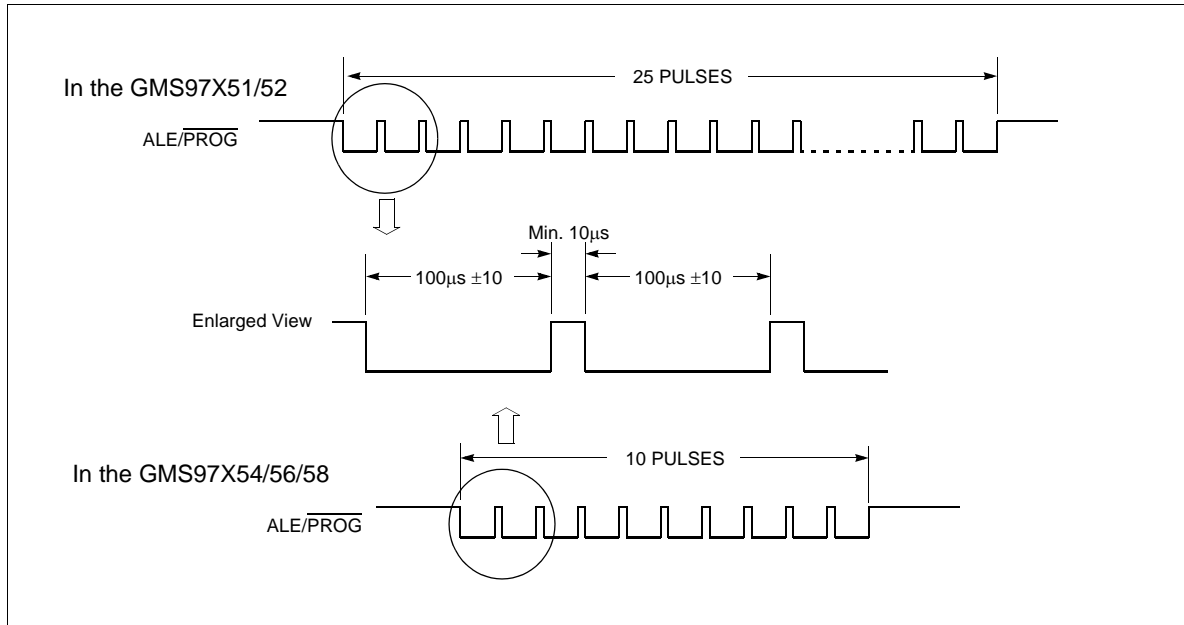 25 PULSES
In the GMS97X51/52
ALE/PROG
Min. 10μs
100μs ±10
100μs ±10
Enlarged View
10 PULSES
In the GMS97X54/56/58
ALE/PROG